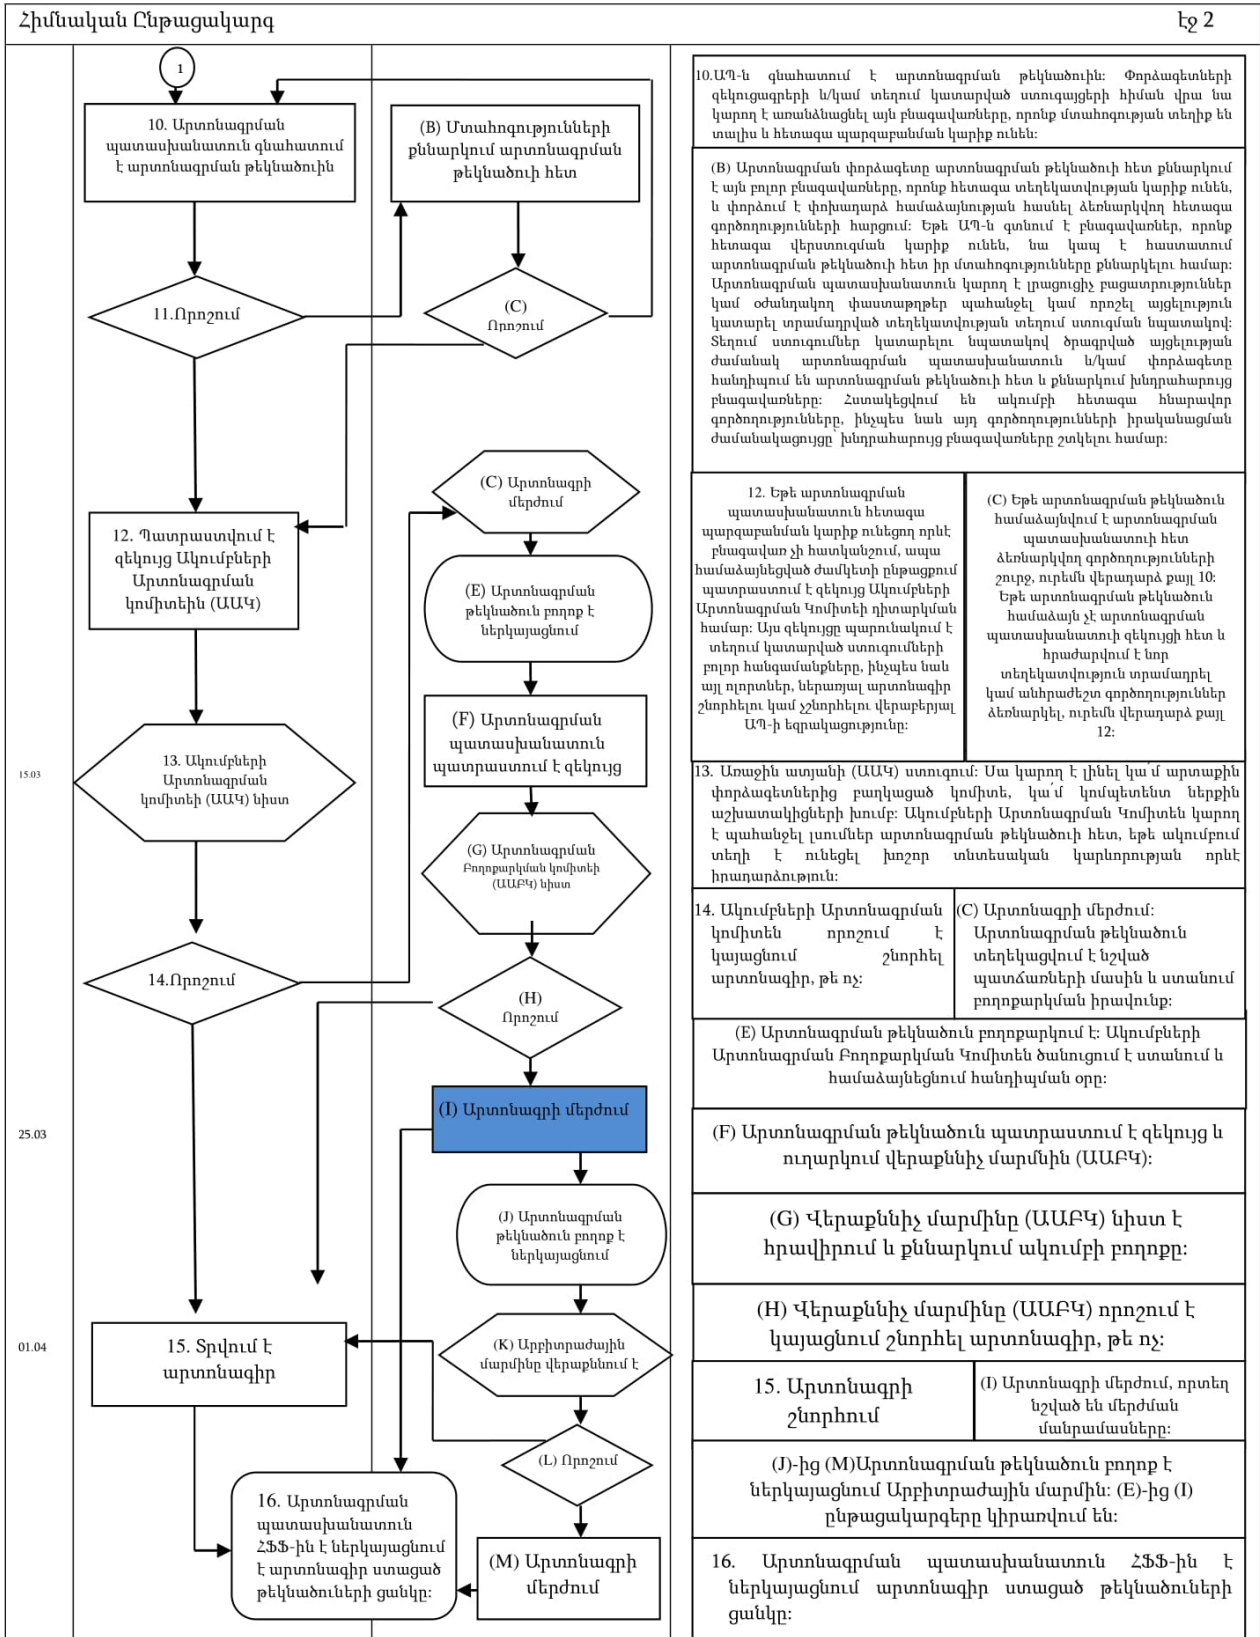 Հիմնական Ընթացակարգ
էջ 2
1
10. Արտոնագրման
պատասխանատուն գնահատում
է արտոնագրման թեկնածուին
(B) Մտահոգությունների
քննարկում արտոնագրման
թեկնածուի հետ
11.Որոշում
(C)
Որոշում
12. Պատրաստվում է
զեկույց Ակումբների
Արտոնագրման
կոմիտեին (ԱԱԿ)
(C) Արտոնագրի
մերժում
(E) Արտոնագրման
թեկնածուն բողոք է
ներկայացնում
(F) Արտոնագրման
պատասխանատուն
պատրաստում է զեկույց
15.03
13. Ակումբների
Արտոնագրման
կոմիտեի (ԱԱԿ) նիստ
(G) Արտոնագրման
Բողոքարկման կոմիտեի
(ԱԱԲԿ) նիստ
14.Որոշում
(H)
Որոշում
25.03
(I) Արտոնագրի մերժում
(J) Արտոնագրման
թեկնածուն բողոք է
ներկայացնում
01.04
15. Տրվում է
արտոնագիր
(K) Արբիտրաժային
մարմինը վերաքննում է
(L) Որոշում
16. Արտոնագրման
պատասխանատուն
ՀՖՖ-ին է ներկայացնում
է արտոնագիր ստացած
թեկնածուների ցանկը:
(M) Արտոնագրի
մերժում
10.ԱՊ-ն գնահատում է արտոնագրման թեկնածուին: Փորձագետների
զեկուցագրերի և/կամ տեղում կատարված ստուգայցերի հիման վրա նա
կարող է առանձնացնել այն բնագավառները, որոնք մտահոգության տեղիք են
տալիս և հետագա պարզաբանման կարիք ունեն:
(B) Արտոնագրման փորձագետը արտոնագրման թեկնածուի հետ քննարկում
է այն բոլոր բնագավառները, որոնք հետագա տեղեկատվության կարիք ունեն,
և փորձում է փոխադարձ համաձայնության հասնել ձեռնարկվող հետագա
գործողությունների հարցում: Եթե ԱՊ-ն գտնում է բնագավառներ, որոնք
հետագա վերստուգման կարիք ունեն, նա կապ է հաստատում
արտոնագրման թեկնածուի հետ իր մտահոգությունները քննարկելու համար:
Արտոնագրման պատասխանատուն կարող է լրացուցիչ բացատրություններ
կամ օժանդակող փաստաթղթեր պահանջել կամ որոշել այցելություն
կատարել տրամադրված տեղեկատվության տեղում ստուգման նպատակով:
Տեղում ստուգումներ կատարելու նպատակով ծրագրված այցելության
ժամանակ արտոնագրման պատասխանատուն և/կամ փորձագետը
հանդիպում են արտոնագրման թեկնածուի հետ և քննարկում խնդրահարույց
բնագավառները: Հստակեցվում են ակումբի հետագա հնարավոր
գործողությունները, ինչպես նաև այդ գործողությունների իրականացման
ժամանակացույցը՝ խնդրահարույց բնագավառները շտկելու համար:
12. Եթե արտոնագրման
պատասխանատուն հետագա
պարզաբանման կարիք ունեցող որևէ
բնագավառ չի հատկանշում, ապա
համաձայնեցված ժամկետի ընթացքում
պատրաստում է զեկույց Ակումբների
Արտոնագրման Կոմիտեի դիտարկման
համար: Այս զեկույցը պարունակում է
տեղում կատարված ստուգումների
բոլոր հանգամանքները, ինչպես նաև
այլ ոլորտներ, ներառյալ արտոնագիր
շնորհելու կամ չշնորհելու վերաբերյալ
ԱՊ-ի եզրակացությունը:
(C) Եթե արտոնագրման թեկնածուն
համաձայնվում է արտոնագրման
պատասխանատուի հետ
ձեռնարկվող գործողությունների
շուրջ, ուրեմն վերադարձ քայլ 10:
Եթե արտոնագրման թեկնածուն
համաձայն չէ արտոնագրման
պատասխանատուի զեկույցի հետ և
հրաժարվում է նոր
տեղեկատվություն տրամադրել
կամ անհրաժեշտ գործողություններ
ձեռնարկել, ուրեմն վերադարձ քայլ
12:
13. Առաջին ատյանի (ԱԱԿ) ստուգում: Սա կարող է լինել կա՛մ արտաքին
փորձագետներից բաղկացած կոմիտե, կա՛մ կոմպետենտ ներքին
աշխատակիցների խումբ: Ակումբների Արտոնագրման Կոմիտեն կարող
է պահանջել լսումներ արտոնագրման թեկնածուի հետ, եթե ակումբում
տեղի է ունեցել խոշոր տնտեսական կարևորության որևէ
իրադարձություն:
14. Ակումբների Արտոնագրման
կոմիտեն որոշում է
կայացնում շնորհել
արտոնագիր, թե ոչ:
(C) Արտոնագրի մերժում:
Արտոնագրման թեկնածուն
տեղեկացվում է նշված
պատճառների մասին և ստանում
բողոքարկման իրավունք:
(E) Արտոնագրման թեկնածուն բողոքարկում է: Ակումբների
Արտոնագրման Բողոքարկման Կոմիտեն ծանուցում է ստանում և
համաձայնեցնում հանդիպման օրը:
(F) Արտոնագրման թեկնածուն պատրաստում է զեկույց և
ուղարկում վերաքննիչ մարմնին (ԱԱԲԿ):
(G) Վերաքննիչ մարմինը (ԱԱԲԿ) նիստ է
հրավիրում և քննարկում ակումբի բողոքը:
(H) Վերաքննիչ մարմինը (ԱԱԲԿ) որոշում է
կայացնում շնորհել արտոնագիր, թե ոչ:
15. Արտոնագրի
շնորհում
(I) Արտոնագրի մերժում, որտեղ
նշված են մերժման
մանրամասները:
(J)-ից (M)Արտոնագրման թեկնածուն բողոք է
ներկայացնում Արբիտրաժային մարմին: (E)-ից (I)
ընթացակարգերը կիրառվում են:
16. Արտոնագրման պատասխանատուն ՀՖՖ-ին է
ներկայացնում արտոնագիր ստացած թեկնածուների
ցանկը: